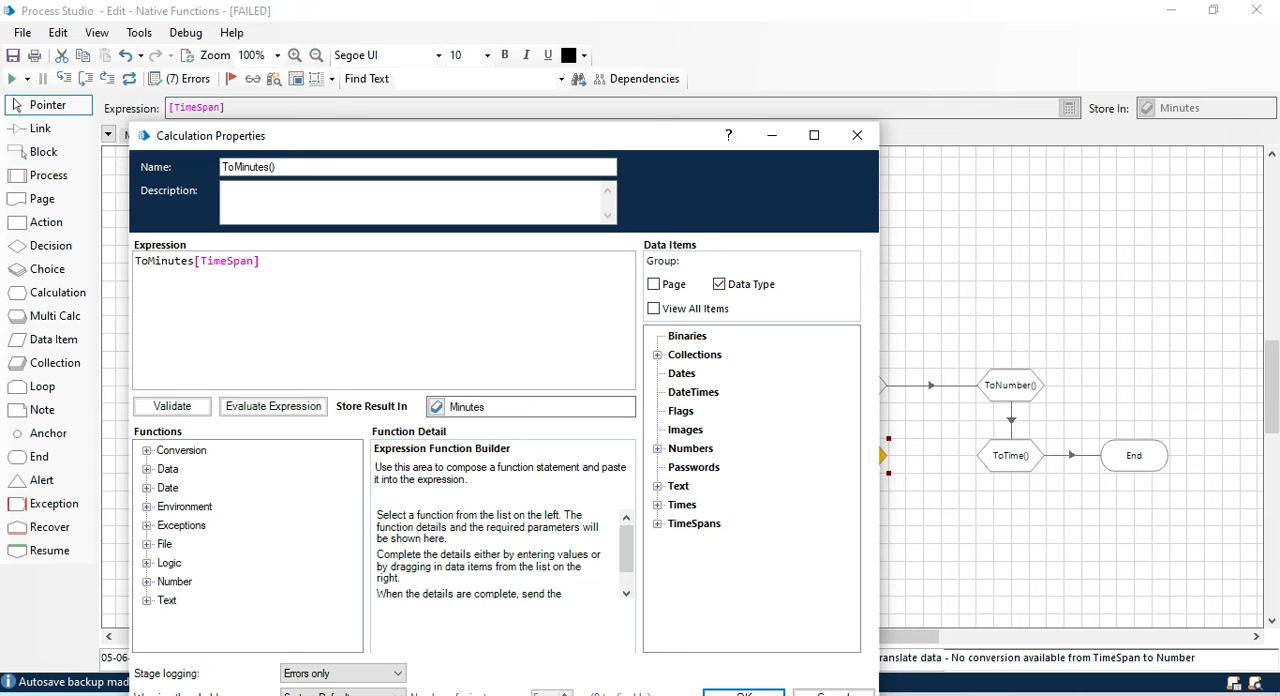 Process Studio - Edit - Native Functions - [FAILED]
File Edit View Tools Debug Help
Zoom 100% Segoe UI 10 B I U
(7) Errors Find Text Dependencies
Pointer
Expression: [TimeSpan] Store In: Minutes
Link
Block
Process
Page
Action
Decision
Choice
Calculation
Multi Calc
Data Item
Collection
Loop
Note
Anchor
End
Alert
Exception
Recover
Resume
Calculation Properties ?
Name: ToMinutes()
Description:
Expression
ToMinutes[TimeSpan]
Validate Evaluate Expression Store Result In Minutes
Functions
Conversion
Data
Date
Environment
Exceptions
File
Logic
Number
Text
Function Detail
Expression Function Builder
Use this area to compose a function statement and paste
it into the expression.
Select a function from the list on the left. The
function details and the required parameters will
be shown here.
Complete the details either by entering values or
by dragging in data items from the list on the
right.
When the details are complete, send the
Data Items
Group:
Page Data Type
View All Items
Binaries
Collections
Dates
DateTimes
Flags
Images
Numbers
Passwords
Text
Times
TimeSpans
Stage logging: Errors only
ToNumber()
ToTime()
End
05-06
translate data - No conversion available from TimeSpan to Number
Autosave backup mad